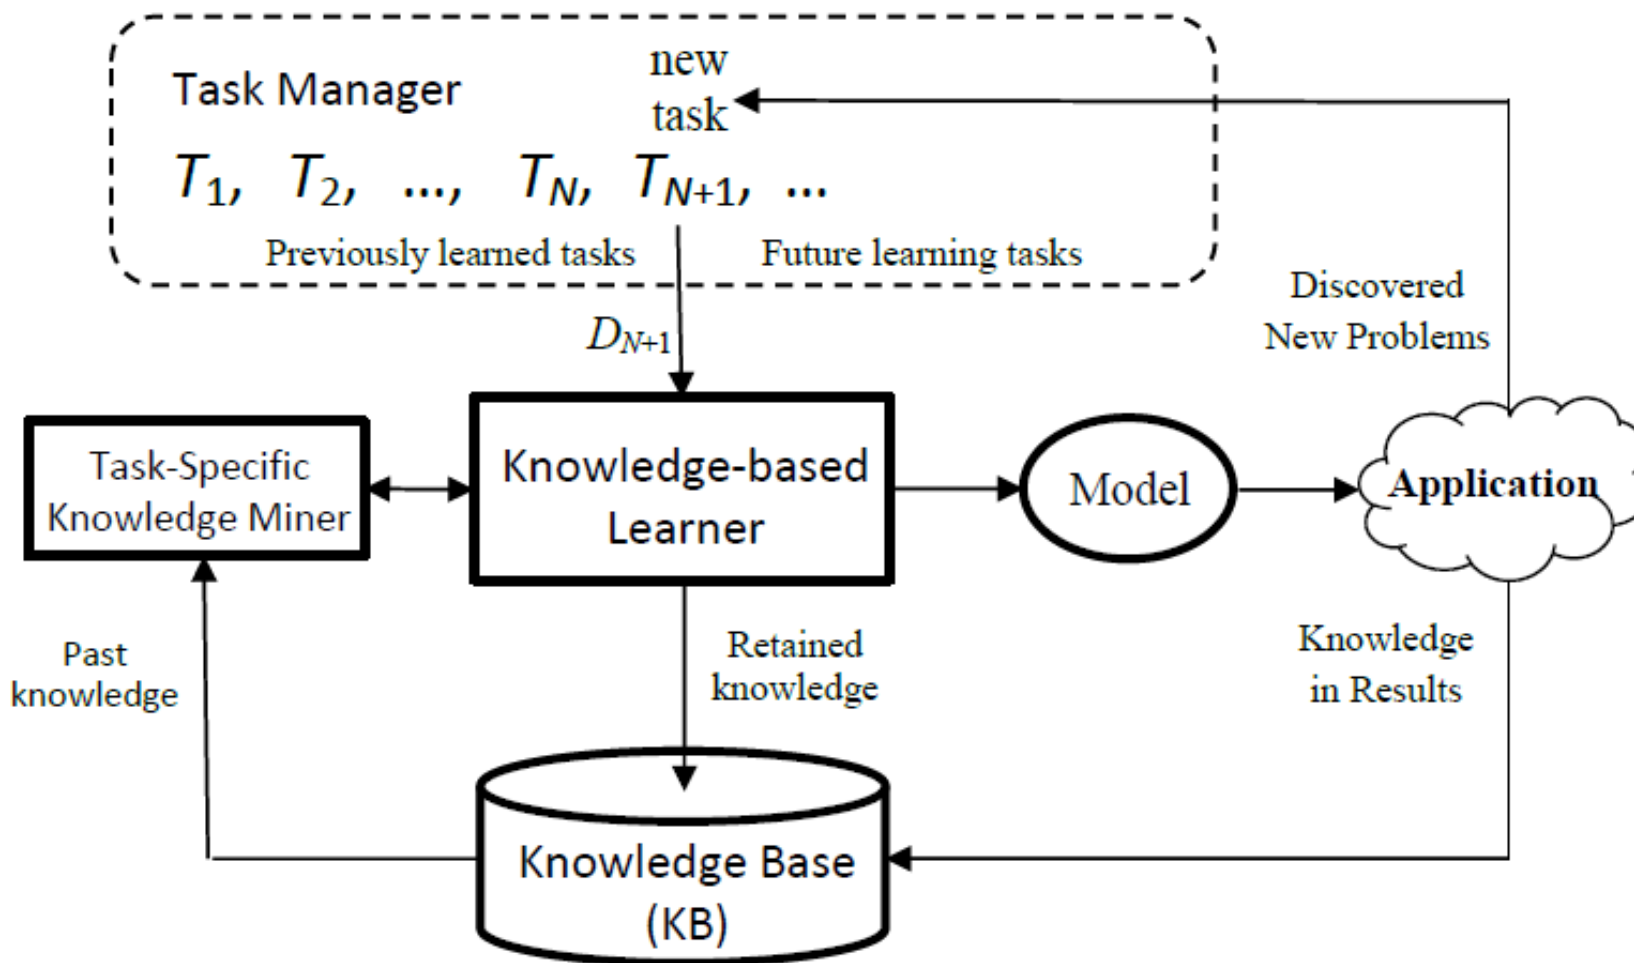 new
Task Manager
task
T1, T2, ..., TN, TN+1, ...
Previously learned tasks
Future learning tasks
Discovered
New Problems
DN+1
Task-Specific
Knowledge Miner
Knowledge-based
Learner
Model
Application
Past
knowledge
Retained
knowledge
Knowledge
in Results
Knowledge Base
(KB)